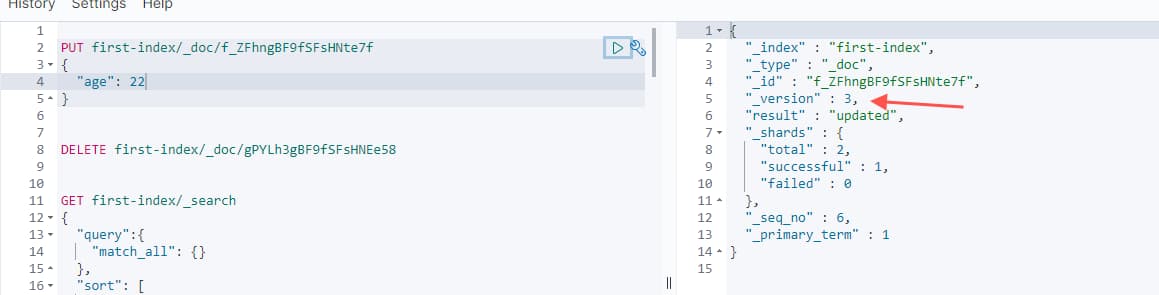 History Settings Help
1
2 PUT first-index/_doc/f_ZFhngBF9fSFsHNte7f
3 {
4 "age": 22
5 }
6
7
8 DELETE first-index/_doc/gPYLh3gBF9fSFsHNEe58
9
10
11 GET first-index/_search
12 {
13 "query":{
14 "match_all": {}
15 },
16 "sort": [
1 {
2 "_index" : "first-index",
3 "_type" : "_doc",
4 "_id" : "f_ZFhngBF9fSFsHNte7f",
5 "_version" : 3,
6 "result" : "updated",
7 "_shards" : {
8 "total" : 2,
9 "successful" : 1,
10 "failed" : 0
11 },
12 "_seq_no" : 6,
13 "_primary_term" : 1
14 }
15